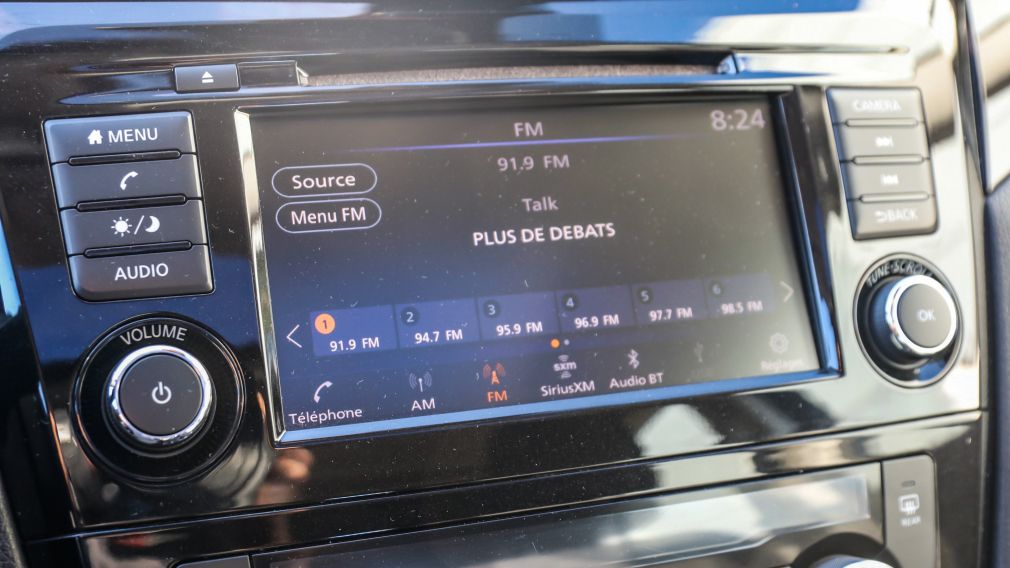 MENU
AUDIO
VOLUME
FM
8:24
91.9 FM
Source
Menu FM
Talk
PLUS DE DEBATS
1
91.9 FM
2
94.7 FM
3
95.9 FM
4
96.9 FM
5
97.7 FM
6
98.5 FM
Téléphone
AM
FM
sxm
SiriusXM
Audio BT
Réglages
CAMERA
BACK
TUNE·SCROLL
OK
REAR